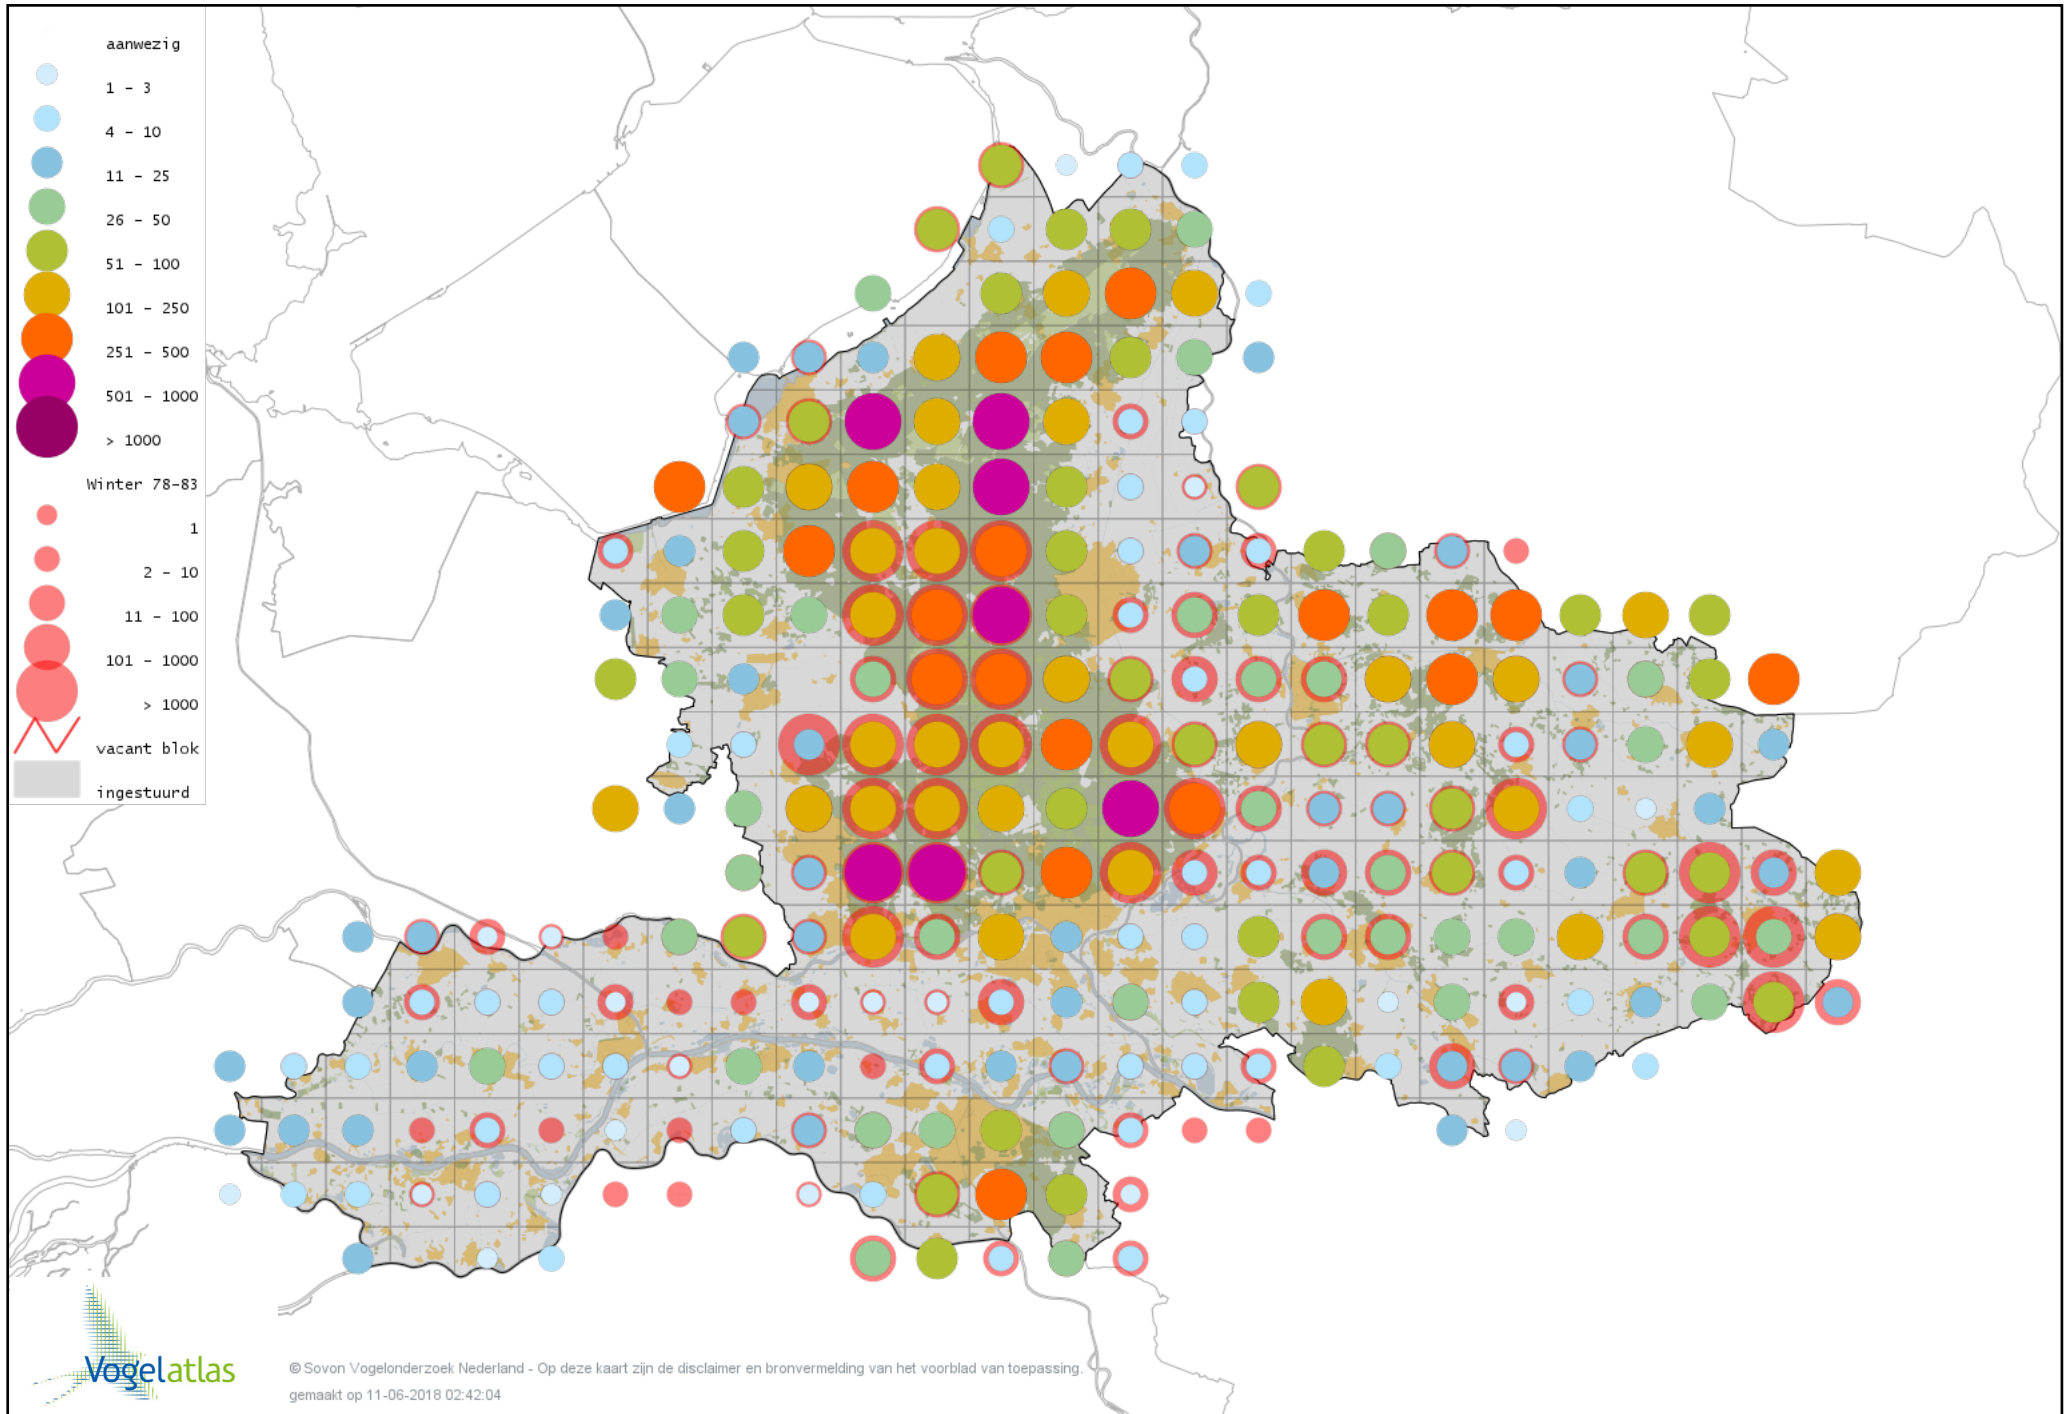 aanwezig
1 - 3
4 - 10
11 - 25
26 - 50
51 - 100
101 - 250
251 - 500
501 - 1000
> 1000
Winter 78-83
1
2 - 10
11 - 100
101 - 1000
> 1000
vacant blok
ingestuurd
Vogelatlas
© Sovon Vogelonderzoek Nederland - Op deze kaart zijn de disclaimer en bronvermelding van het voorblad van toepassing.
gemaakt op 11-06-2018 02:42:04